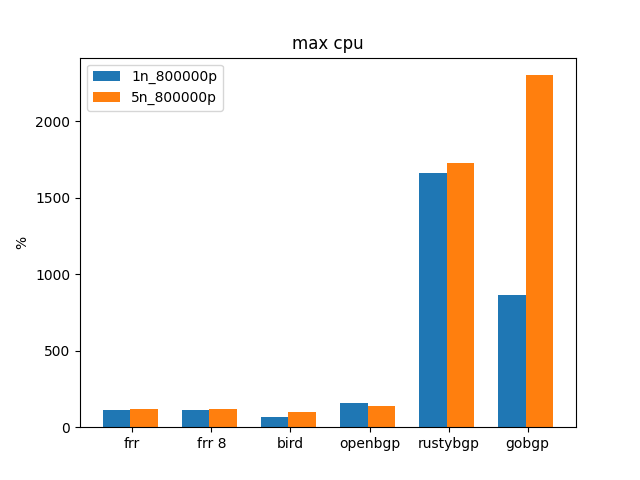 max cpu
1n_800000p
5n_800000p
2000
1500
1000
500
0
%
frr
frr 8
bird
openbgp
rustybgp
gobgp